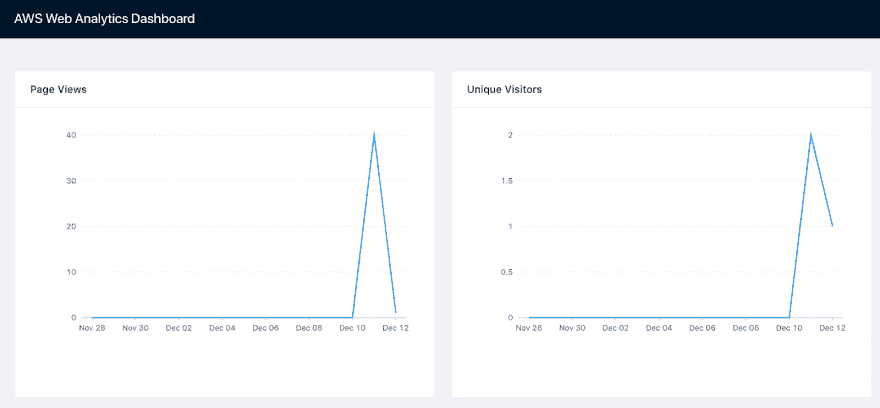 AWS Web Analytics Dashboard
Page Views
40
30
20
10
0
Nov 28 Nov 30 Dec 02 Dec 04 Dec 06 Dec 08 Dec 10 Dec 12
Unique Visitors
2
1.5
1
0.5
0
Nov 28 Nov 30 Dec 02 Dec 04 Dec 06 Dec 08 Dec 10 Dec 12